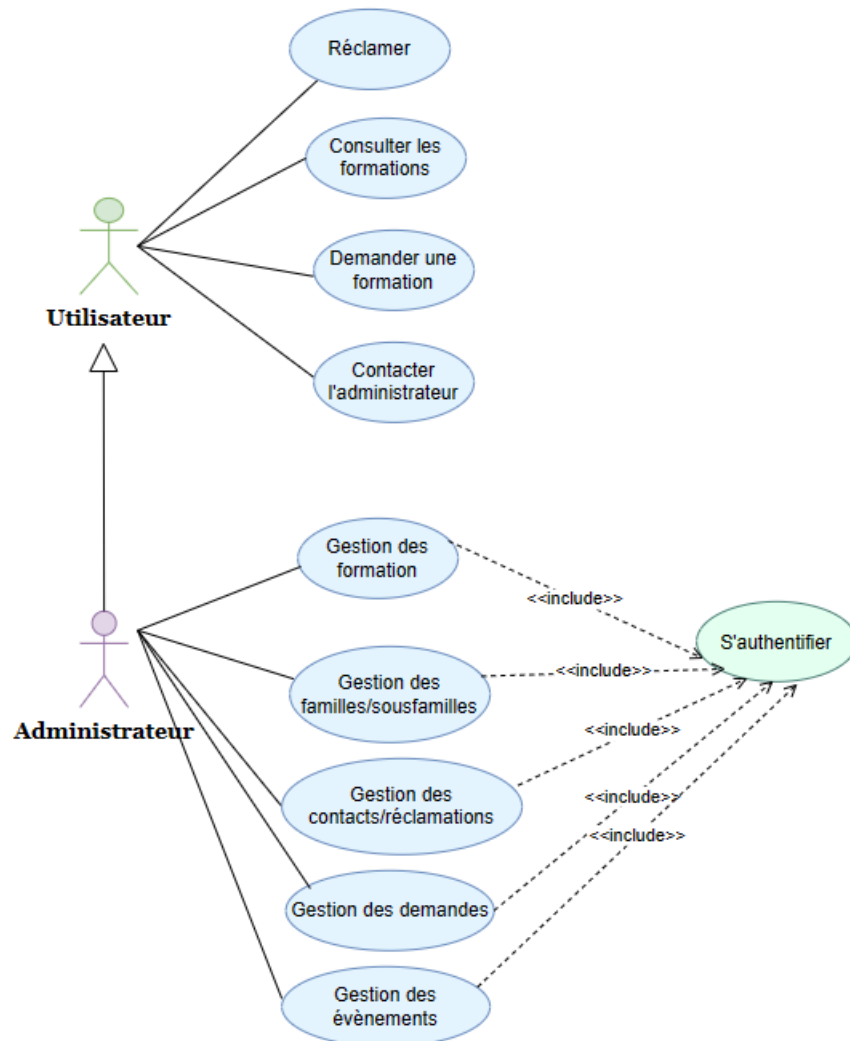 Réclamer
Consulter les
formations
Demander une
formation
Utilisateur
Contacter
l'administrateur
Gestion des
formation
<<include>>
S'authentifier
<<include>>
Gestion des
familles/sousfamilles
Administrateur
<<include>>
Gestion des
contacts/réclamations
<<include>>
<<include>>
Gestion des demandes
Gestion des
évènements